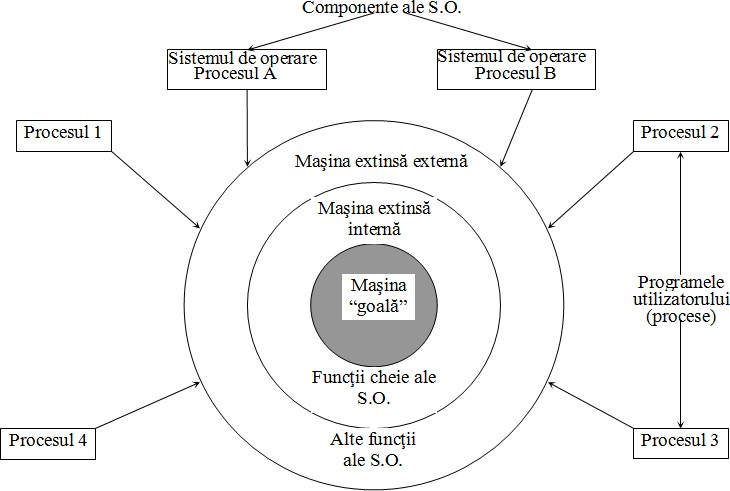 Componente ale S.O.
Sistemul de operare
Procesul A
Sistemul de operare
Procesul B
Procesul 1
Procesul 2
Maşina extinsă externă
Maşina extinsă
internă
Maşina
“goală”
Programele
utilizătorului
(procese)
Funcţii cheie ale
S.O.
Alte funcţii
ale S.O.
Procesul 4
Procesul 3